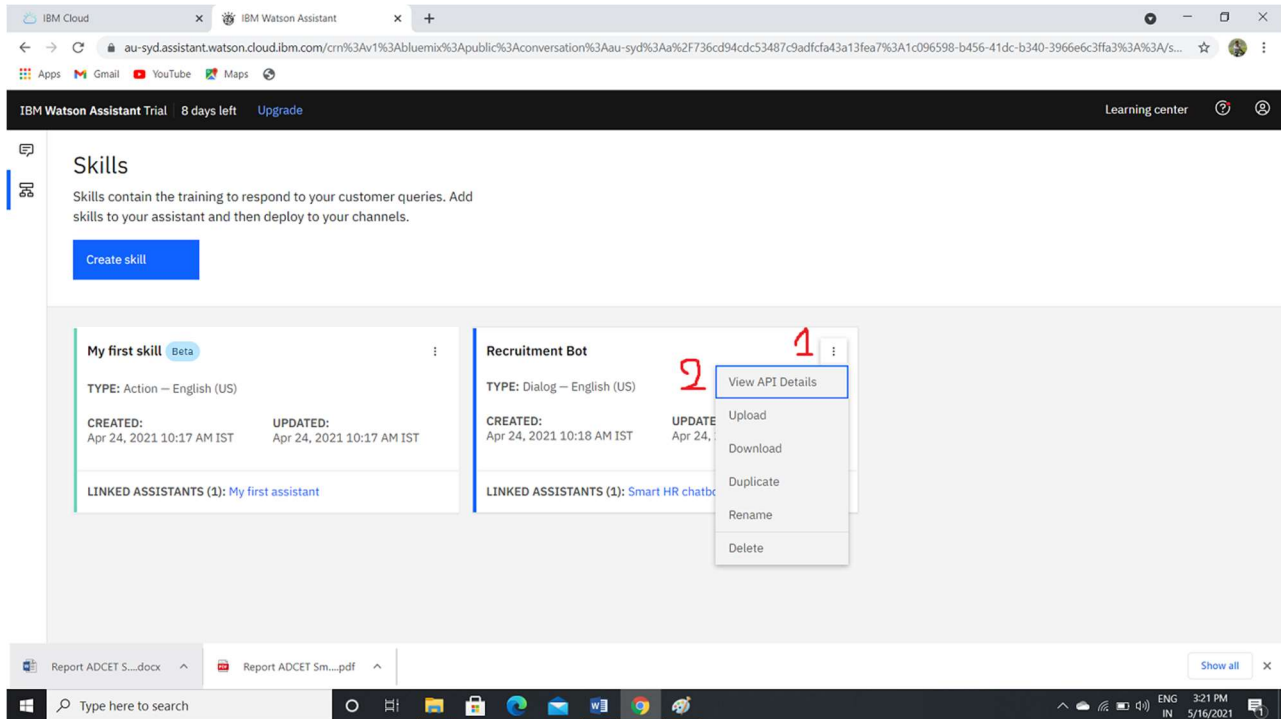 IBM Cloud
IBM Watson Assistant
au-syd.assistant.watson.cloud.ibm.com/crn%3Av1%3Abluemix%3Apublic%3Aconversation%3Aau-syd%3Aa%2F736cd94cdc53487c9adfcfa43a13fea7%3A1c096598-b456-41dc-b340-3966e6c3ffa3%3A%3A/s...
Apps Gmail YouTube Maps
IBM Watson Assistant Trial 8 days left Upgrade Learning center
Skills
Skills contain the training to respond to your customer queries. Add
skills to your assistant and then deploy to your channels.
Create skill
My first skill Beta
TYPE: Action — English (US)
CREATED: UPDATED:
Apr 24, 2021 10:17 AM IST Apr 24, 2021 10:17 AM IST
LINKED ASSISTANTS (1): My first assistant
Recruitment Bot 1
TYPE: Dialog — English (US) 2
CREATED: UPDATE
Apr 24, 2021 10:18 AM IST Apr 24,
LINKED ASSISTANTS (1): Smart HR chatbo
View API Details
Upload
Download
Duplicate
Rename
Delete
Report ADCET S....docx Report ADCET Sm....pdf Show all
Type here to search ENG 3:21 PM
IN 5/16/2021